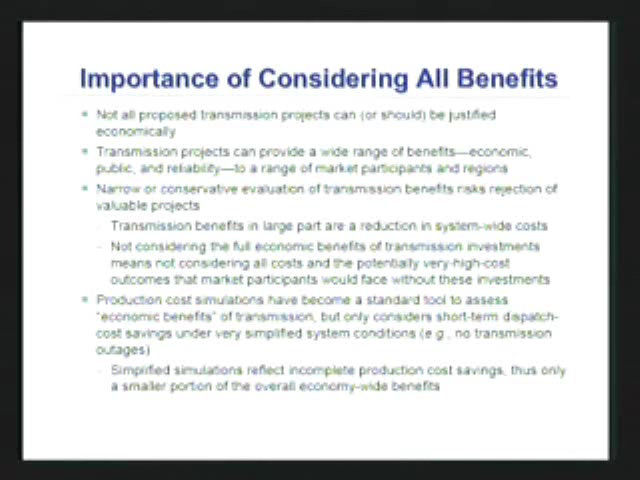 Importance of Considering All Benefits
Not all proposed transmission projects can (or should) be justified
economically
Transmission projects can provide a wide range of benefits—economic,
public, and reliability—to a range of market participants and regions
Narrow or conservative evaluation of transmission benefits risks rejection of
valuable projects
Transmission benefits in large part are a reduction in system-wide costs
Not considering the full economic benefits of transmission investments
means not considering all costs and the potentially very-high-cost
outcomes that market participants would face without these investments
Production cost simulations have become a standard tool to assess
"economic benefits" of transmission, but only considers short-term dispatch-
cost savings under very simplified system conditions (e.g., no transmission
outages)
Simplified simulations reflect incomplete production cost savings, thus only
a smaller portion of the overall economy-wide benefits